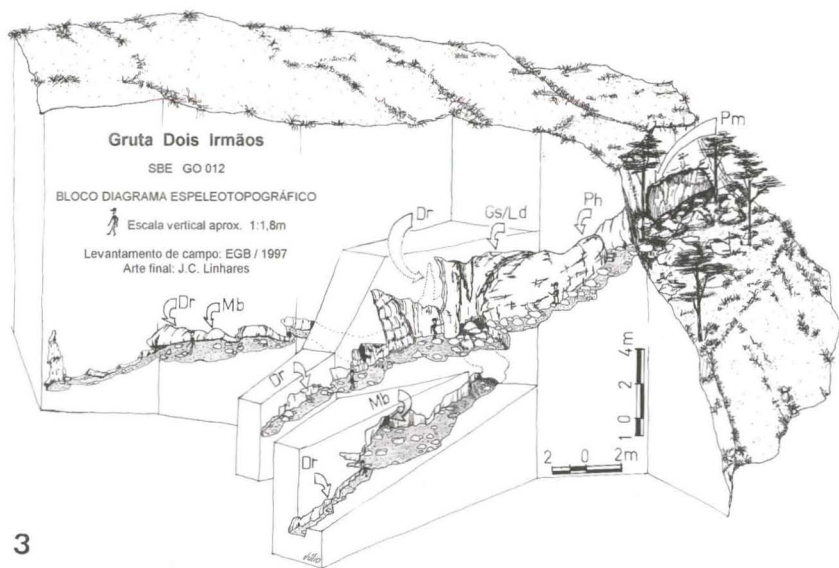 Gruta Dois Irmãos
SBE GO 012
BLOCO DIAGRAMA ESPELEOTOPOGRÁFICO
Escala vertical aprox. 1:1,8m
Levantamento de campo: EGB / 1997
Arte final: J.C. Linhares
Pm
Dr
Gs/Ld
Ph
Dr
Mb
Dr
Mb
Dr
4m
2
0
1
2 0 2m
3